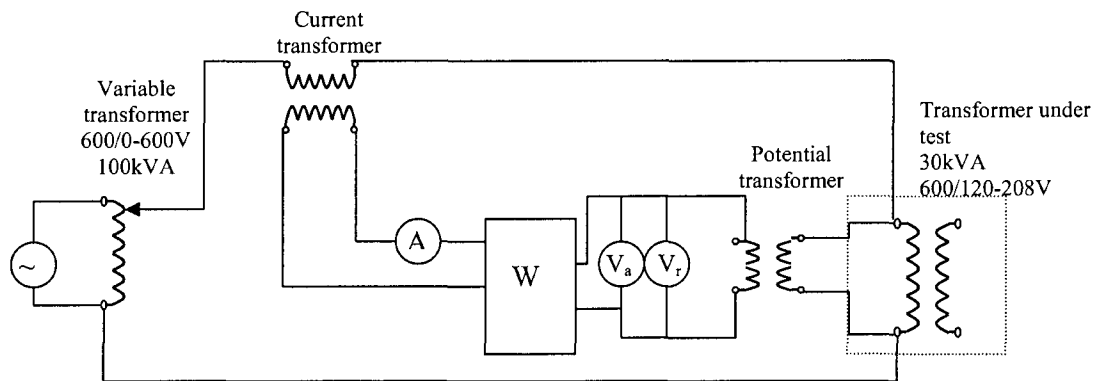 Current
transformer
Variable
transformer
600/0-600V
100kVA
Transformer under
test
30kVA
600/120-208V
Potential
transformer
A
W
Va
Vr
~